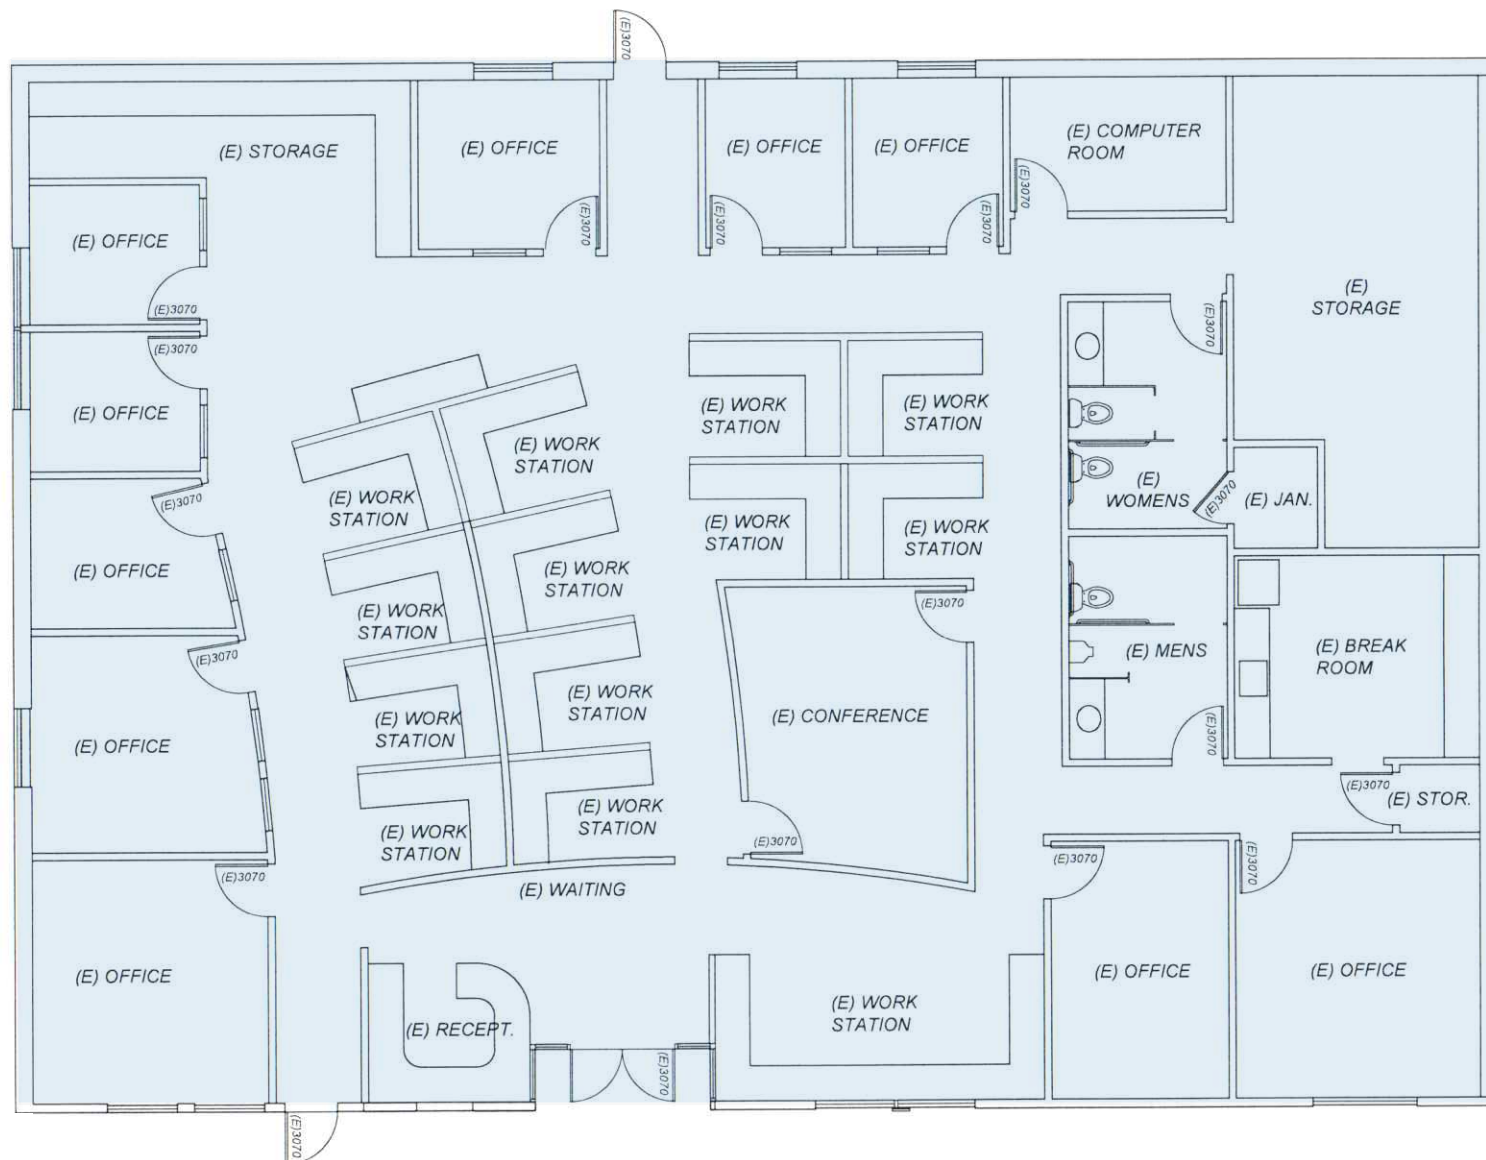 (E)3070
(E) STORAGE
(E) OFFICE
(E) OFFICE
(E) OFFICE
(E) COMPUTER
ROOM
(E)3070
(E)3070
(E)3070
(E)3070
(E) OFFICE
(E)3070
(E)3070
(E) OFFICE
(E)
STORAGE
(E)3070
(E) WORK
STATION
(E) WORK
STATION
(E) WORK
STATION
(E) WORK
STATION
(E)3070
(E) OFFICE
(E) WORK
STATION
(E) WORK
STATION
(E)
WOMENS
(E)3070
(E) JAN.
(E) WORK
STATION
(E) WORK
STATION
(E)3070
(E)3070
(E) OFFICE
(E) WORK
STATION
(E) WORK
STATION
(E) CONFERENCE
(E) MENS
(E)3070
(E) BREAK
ROOM
(E)3070
(E) STOR.
(E) WORK
STATION
(E) WORK
STATION
(E)3070
(E)3070
(E)3070
(E)3070
(E) WAITING
(E) OFFICE
(E) RECEPT.
(E)3070
(E) WORK
STATION
(E) OFFICE
(E) OFFICE
(E)3070